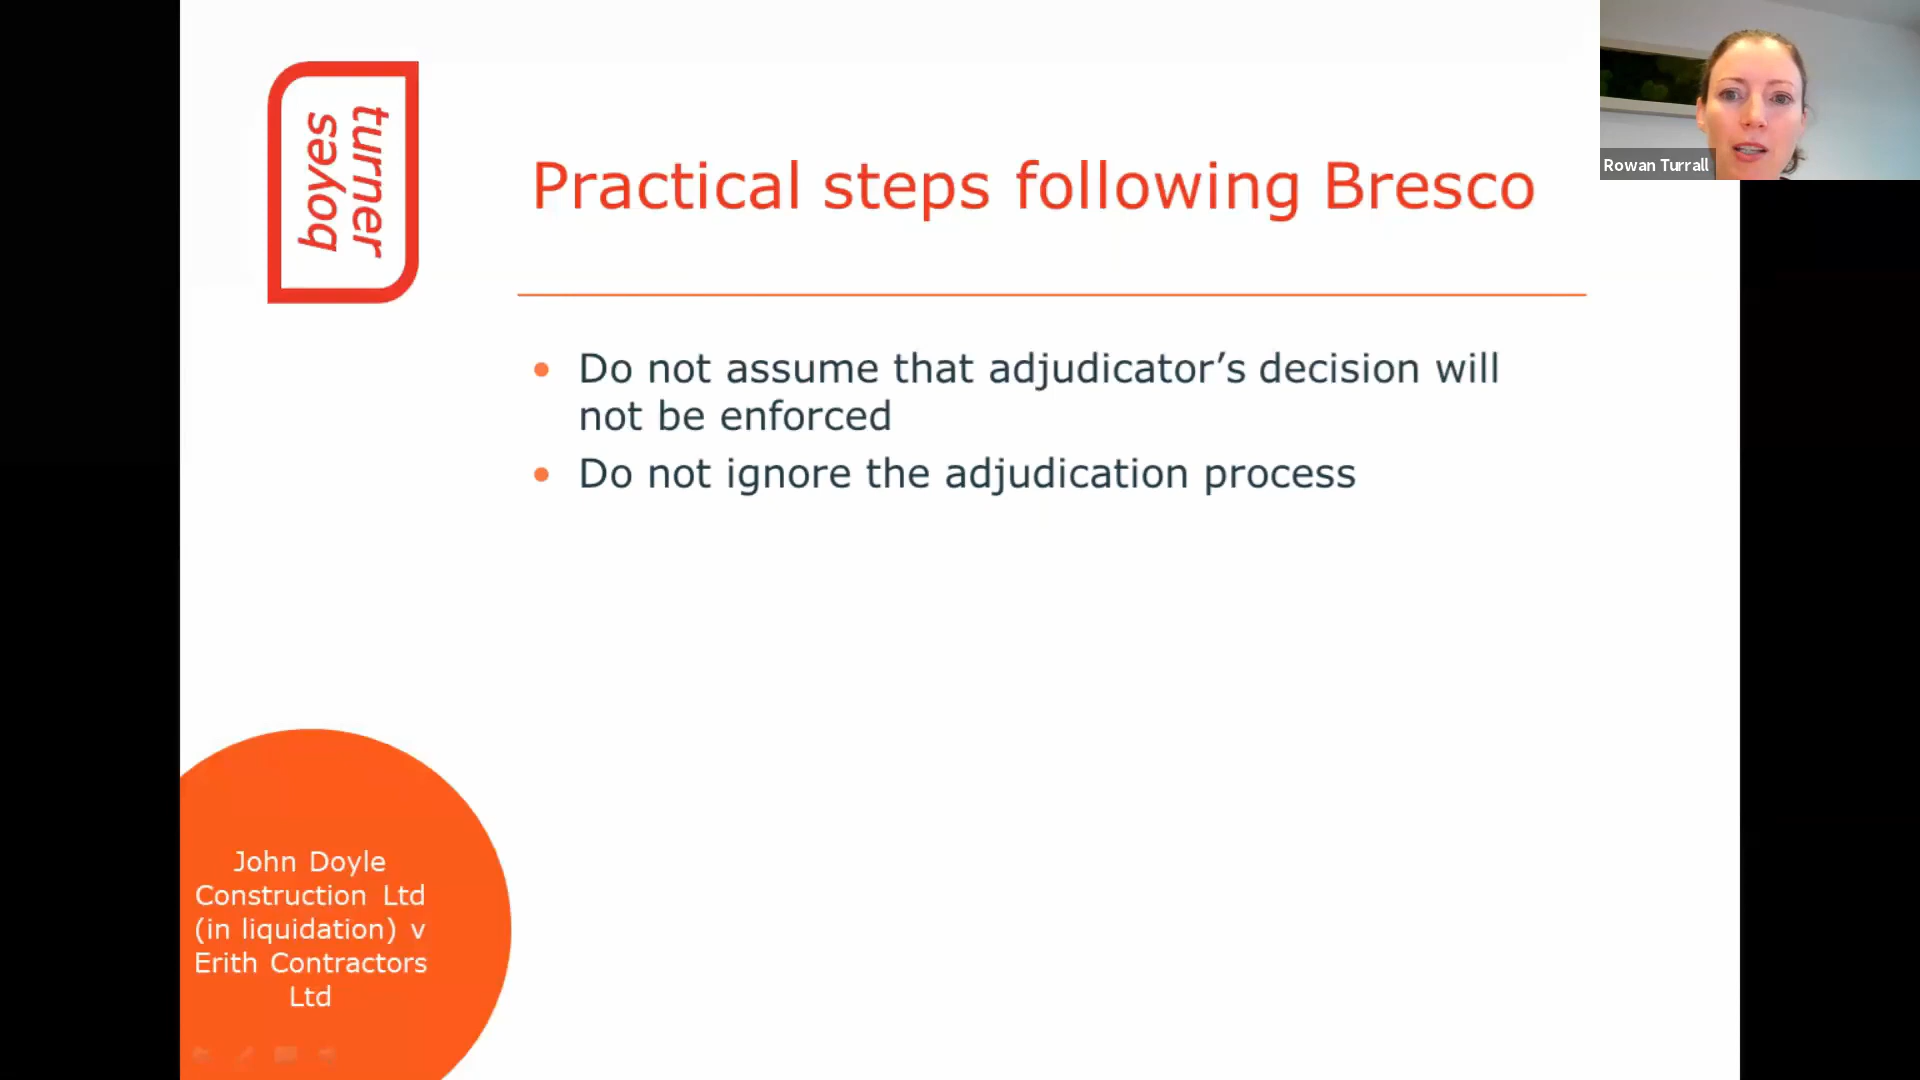 boyes
turner
Practical steps following Bresco
Rowan Turrall
• Do not assume that adjudicator’s decision will
not be enforced
• Do not ignore the adjudication process
John Doyle
Construction Ltd
(in liquidation) v
Erith Contractors
Ltd